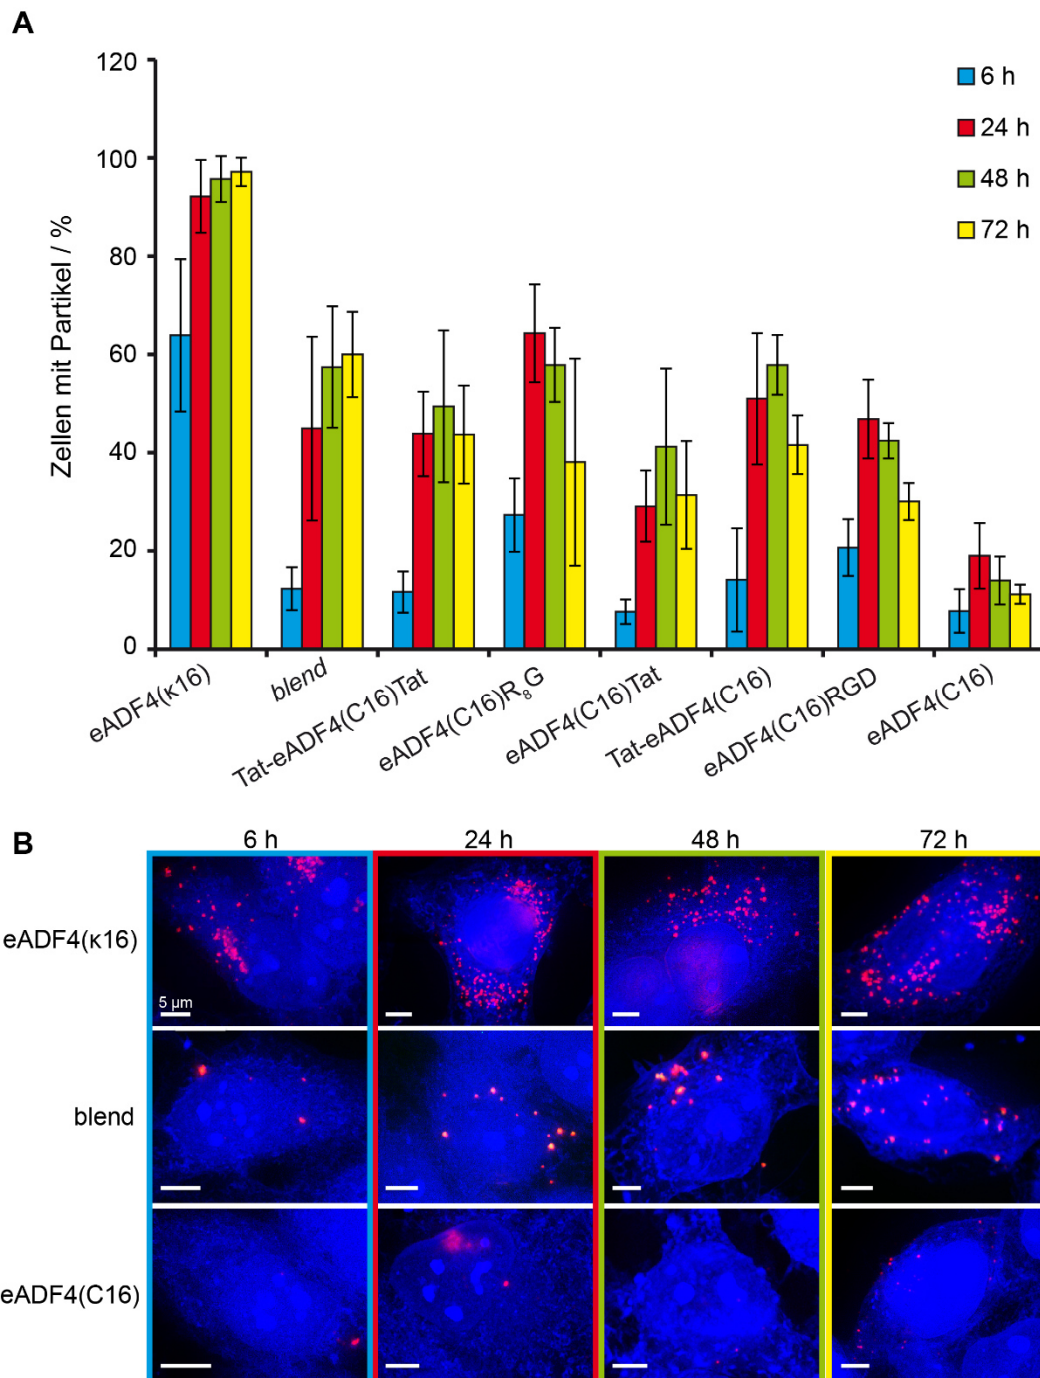 A
120
100
80
60
40
20
0
Zellen mit Partikel / %
6 h
24 h
48 h
72 h
eADF4(κ16)
blend
Tat-eADF4(C16)Tat
eADF4(C16)R₈G
eADF4(C16)Tat
Tat-eADF4(C16)
eADF4(C16)RGD
eADF4(C16)
B
6 h 24 h 48 h 72 h
eADF4(κ16)
5 µm
blend
eADF4(C16)